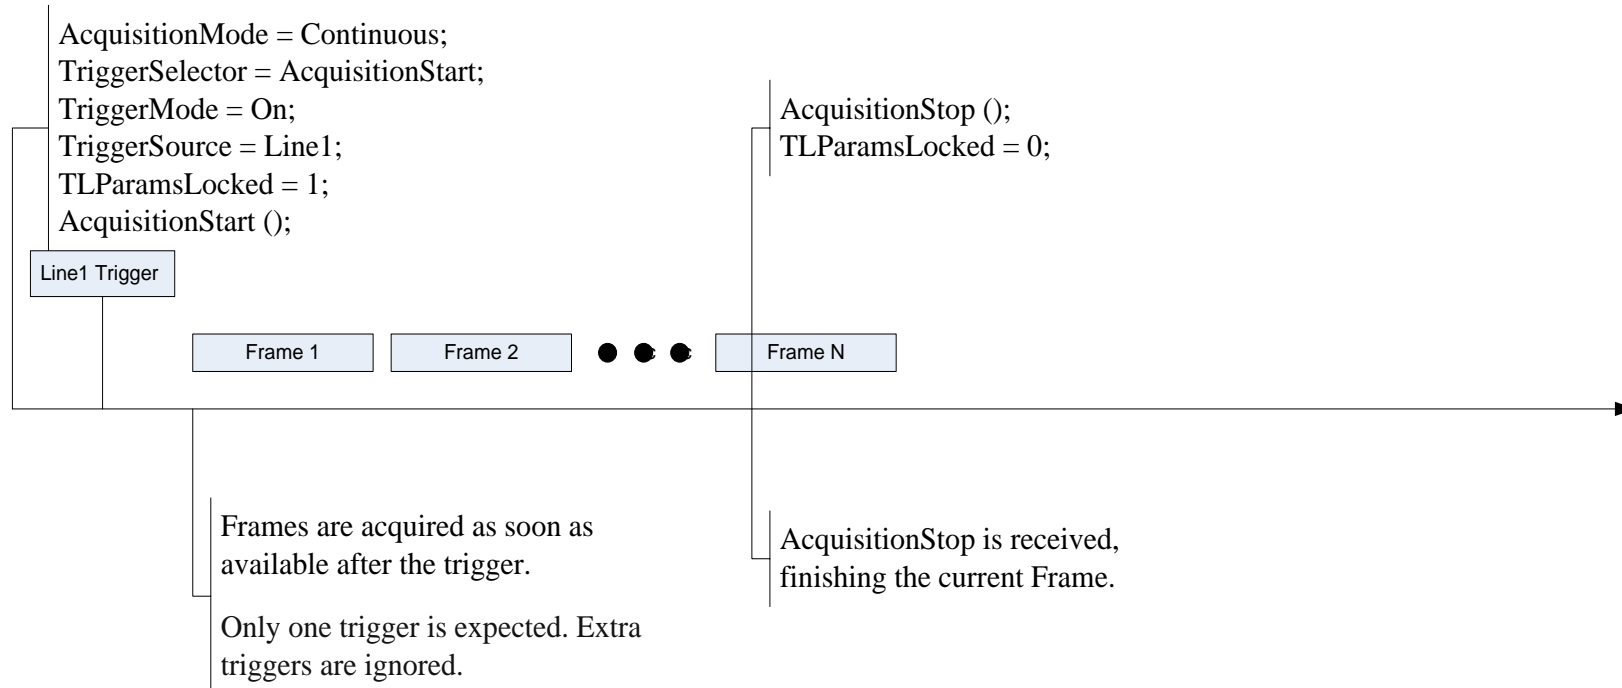 AcquisitionMode = Continuous;
TriggerSelector = AcquisitionStart;
TriggerMode = On;
TriggerSource = Line1;
TLParamsLocked = 1;
AcquisitionStart ();
AcquisitionStop ();
TLParamsLocked = 0;
Line1 Trigger
Frame 1
Frame 2
Frame N
Frames are acquired as soon as
available after the trigger.
Only one trigger is expected. Extra
triggers are ignored.
AcquisitionStop is received,
finishing the current Frame.